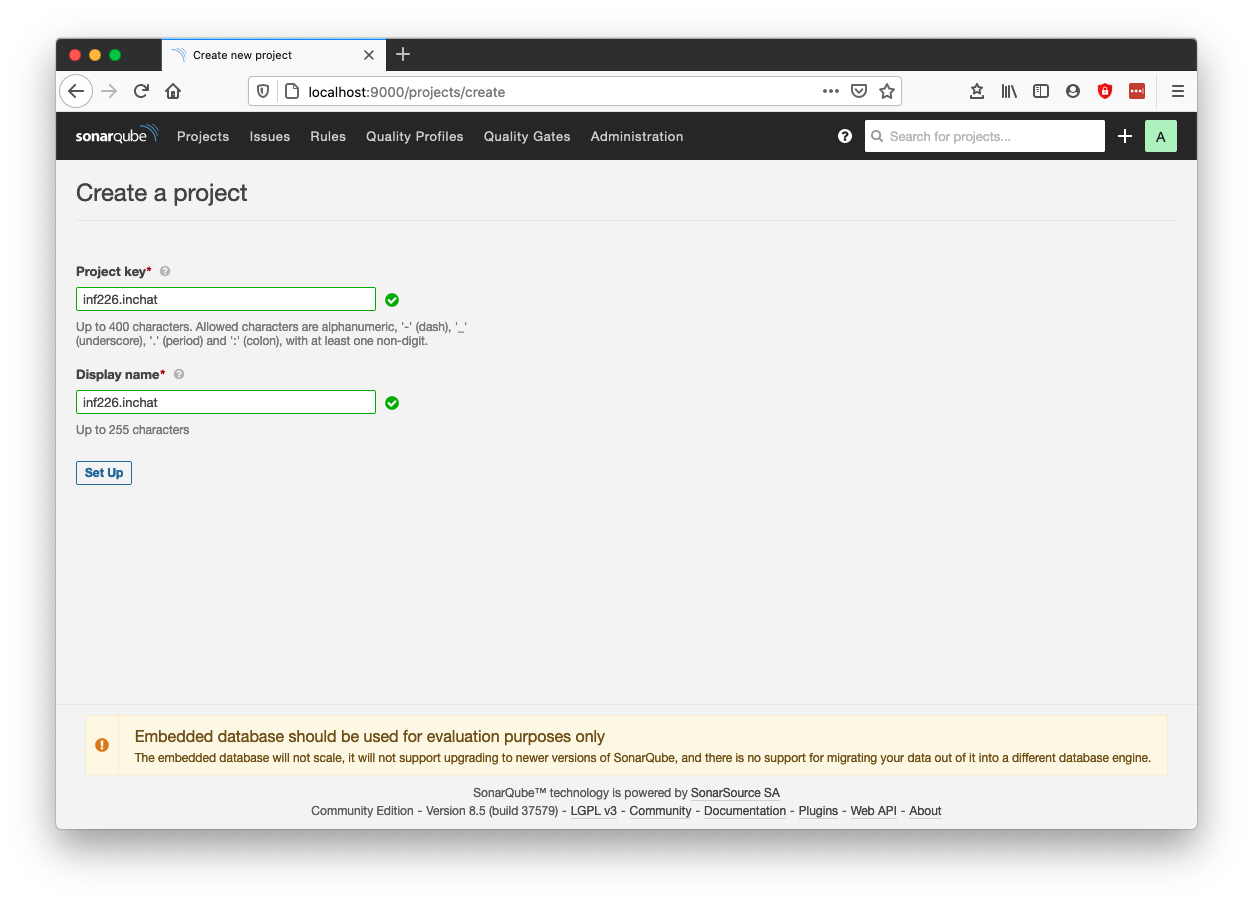 Create new project
localhost:9000/projects/create
sonarqube Projects Issues Rules Quality Profiles Quality Gates Administration ? Search for projects... A
Create a project
Project key* ?
inf226.inchat
Up to 400 characters. Allowed characters are alphanumeric, '-' (dash), '_'
(underscore), '.' (period) and ':' (colon), with at least one non-digit.
Display name* ?
inf226.inchat
Up to 255 characters
Set Up
Embedded database should be used for evaluation purposes only
The embedded database will not scale, it will not support upgrading to newer versions of SonarQube, and there is no support for migrating your data out of it into a different database engine.
SonarQube™ technology is powered by SonarSource SA
Community Edition - Version 8.5 (build 37579) - LGPL v3 - Community - Documentation - Plugins - Web API - About